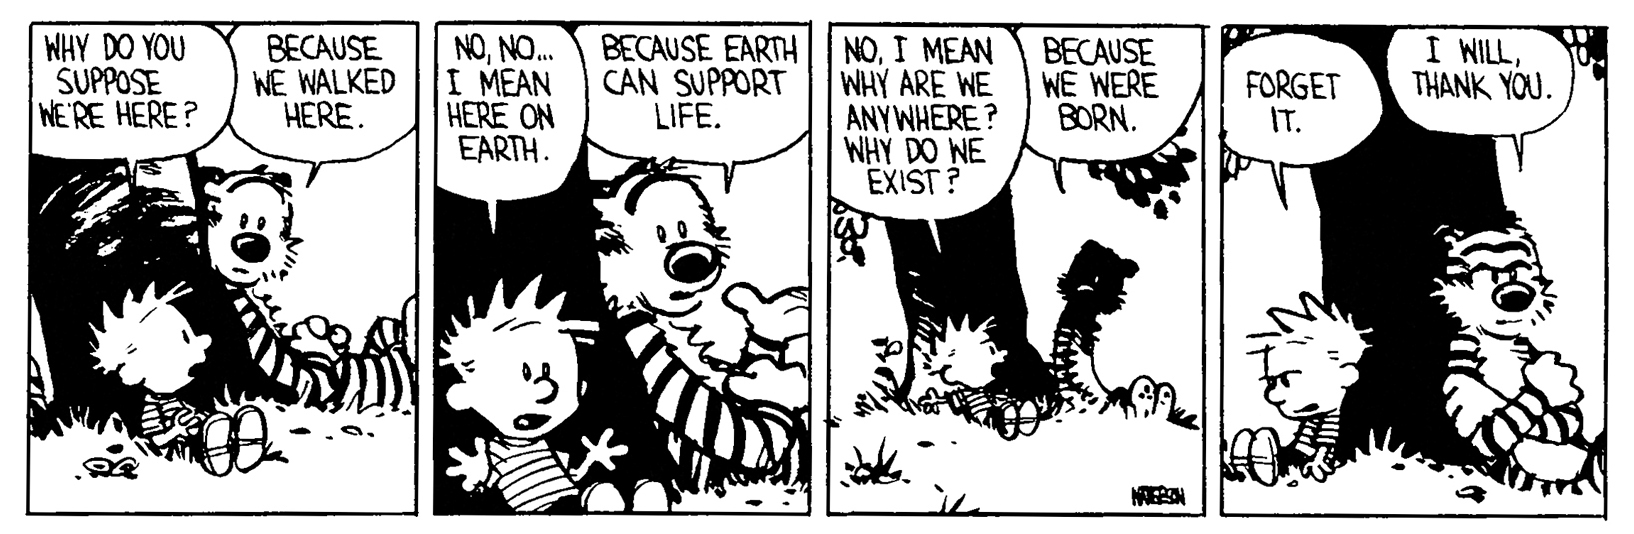 WHY DO YOU
SUPPOSE
WE'RE HERE?
BECAUSE
WE WALKED
HERE.
NO, NO...
I MEAN
HERE ON
EARTH.
BECAUSE EARTH
CAN SUPPORT
LIFE.
NO, I MEAN
WHY ARE WE
ANYWHERE?
WHY DO WE
EXIST?
BECAUSE
WE WERE
BORN.
WATTERSON
FORGET
IT.
I WILL,
THANK YOU.